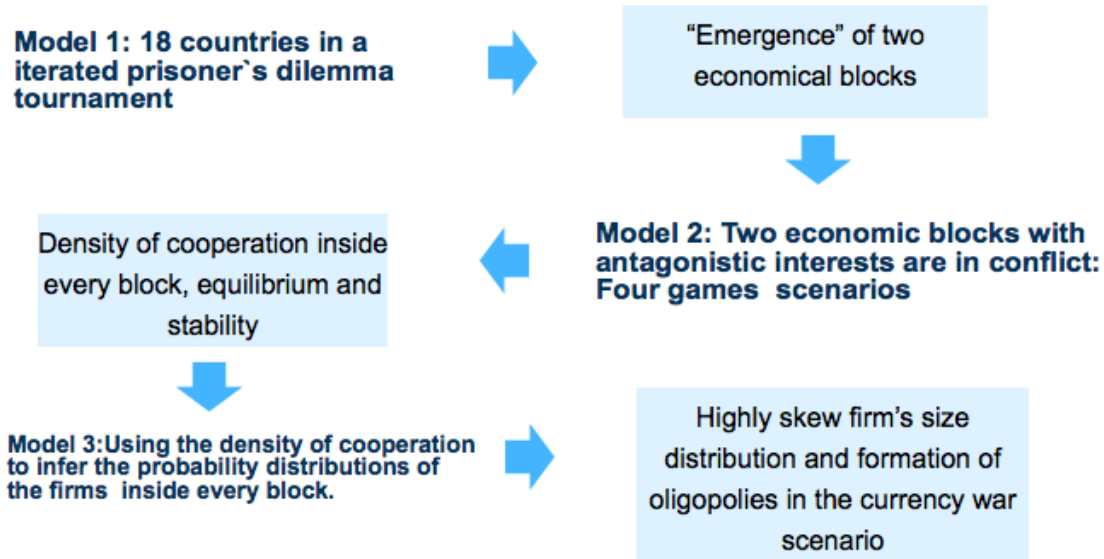 Model 1: 18 countries in a
iterated prisoner`s dilemma
tournament
“Emergence” of two
economical blocks
Model 2: Two economic blocks with
antagonistic interests are in conflict:
Four games scenarios
Density of cooperation inside
every block, equilibrium and
stability
Model 3:Using the density of cooperation
to infer the probability distributions of
the firms inside every block.
Highly skew firm’s size
distribution and formation of
oligopolies in the currency war
scenario